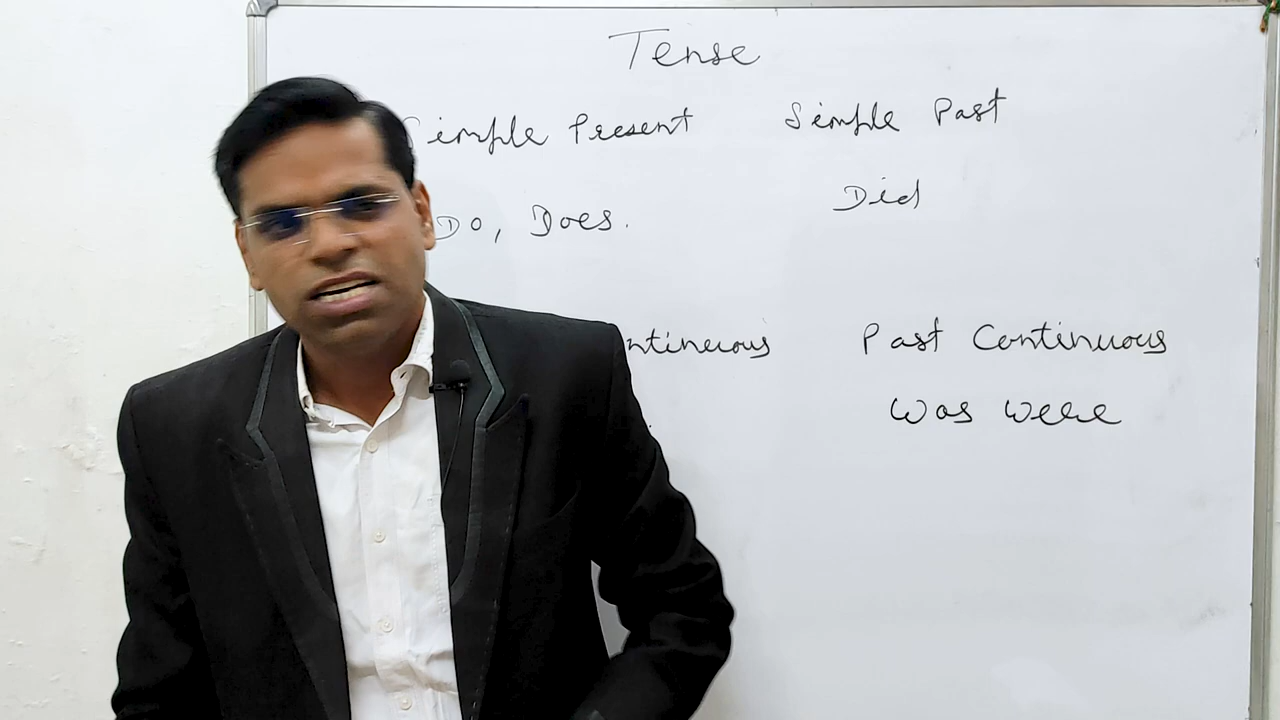 Tense
Simple Present Simple Past
Do, Does. Did
ntinuous Past Continuous
Was Were